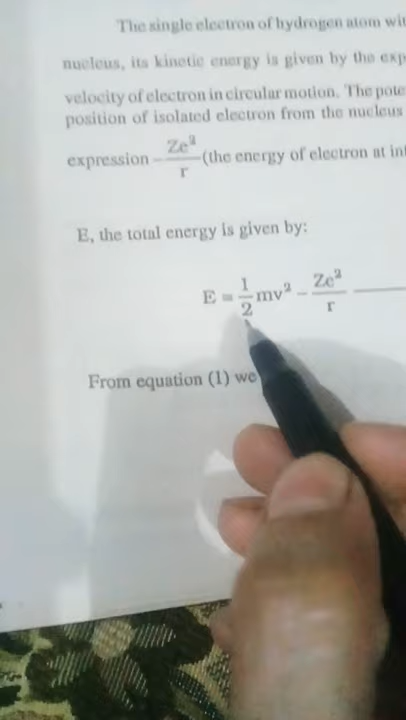 The single electron of hydrogen atom wit
nucleus, its kinetic energy is given by the exp
velocity of electron in circular motion. The pote
position of isolated electron from the nucleus
expression - Ze²/r (the energy of electron at inf
E, the total energy is given by:
E = 1/2 mv² - Ze²/r
From equation (1) we